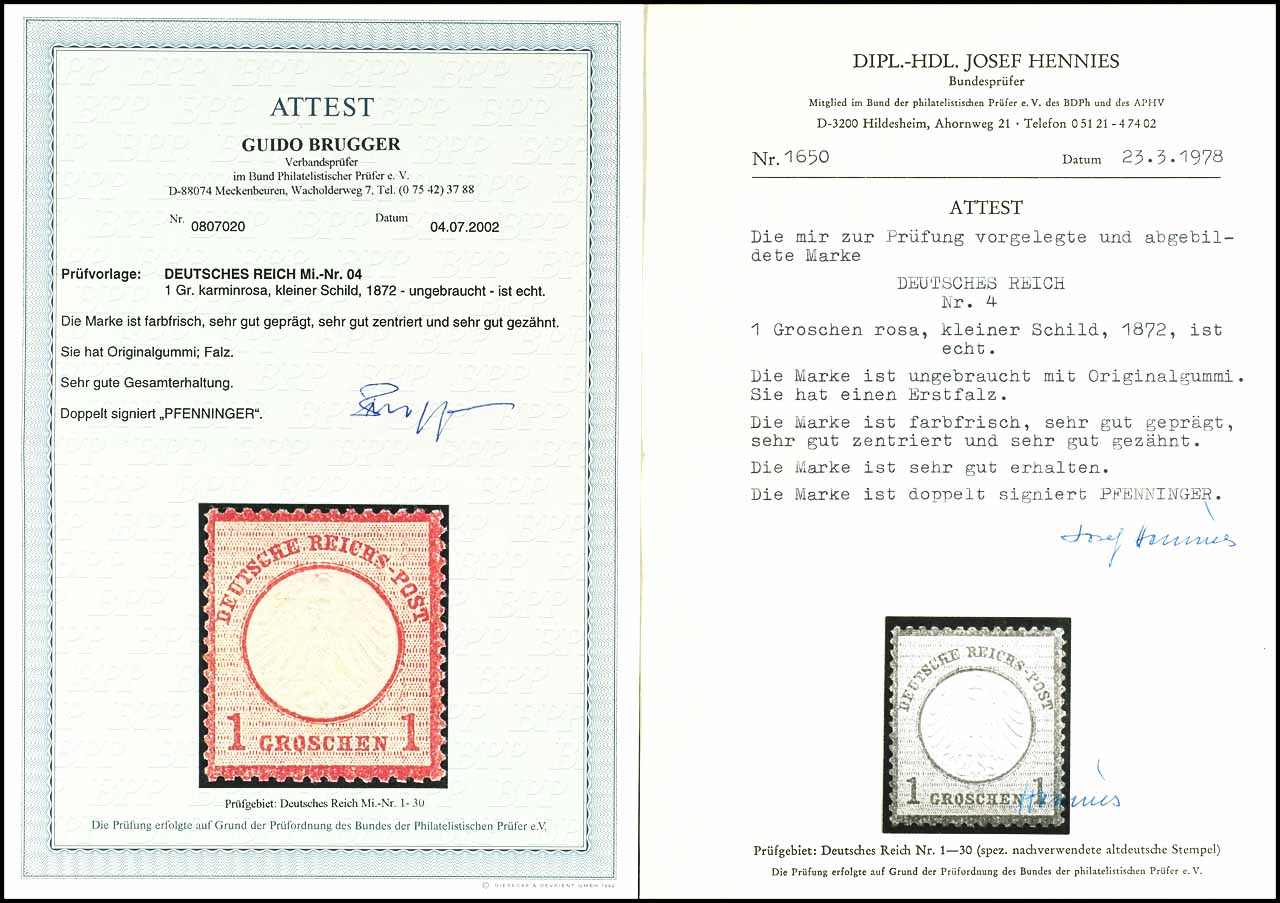 ATTEST
GUIDO BRUGGER
Verbandsprüfer
im Bund Philatelistischer Prüfer e. V.
D-88074 Meckenbeuren, Wacholderweg 7, Tel. (0 75 42) 37 88
Nr. 0807020 Datum 04.07.2002
Prüfvorlage: DEUTSCHES REICH Mi.-Nr. 04
1 Gr. karminrosa, kleiner Schild, 1872 - ungebraucht - ist echt.
Die Marke ist farbfrisch, sehr gut geprägt, sehr gut zentriert und sehr gut gezähnt.
Sie hat Originalgummi; Falz.
Sehr gute Gesamterhaltung.
Doppelt signiert „PFENNINGER“.
DEUTSCHE REICHS-POST
1 GROSCHEN 1
Prüfgebiet: Deutsches Reich Mi.-Nr. 1- 30
Die Prüfung erfolgte auf Grund der Prüfordnung des Bundes der Philatelistischen Prüfer e.V.
© GIESECKE & DEVRIENT GMBH 1992
DIPL.-HDL. JOSEF HENNIES
Bundesprüfer
Mitglied im Bund der philatelistischen Prüfer e. V. des BDPh und des APHV
D-3200 Hildesheim, Ahornweg 21 · Telefon 0 51 21 - 4 74 02
Nr. 1650 Datum 23.3.1978
ATTEST
Die mir zur Prüfung vorgelegte und abgebil-
dete Marke
DEUTSCHES REICH
Nr. 4
1 Groschen rosa, kleiner Schild, 1872, ist
echt.
Die Marke ist ungebraucht mit Originalgummi.
Sie hat einen Erstfalz.
Die Marke ist farbfrisch, sehr gut geprägt,
sehr gut zentriert und sehr gut gezähnt.
Die Marke ist sehr gut erhalten.
Die Marke ist doppelt signiert PFENNINGER.
Josef Hennies
DEUTSCHE REICHS-POST
1 GROSCHEN 1
Hennies
Prüfgebiet: Deutsches Reich Nr. 1—30 (spez. nachverwendete altdeutsche Stempel)
Die Prüfung erfolgte auf Grund der Prüfordnung des Bundes der philatelistischen Prüfer e. V.